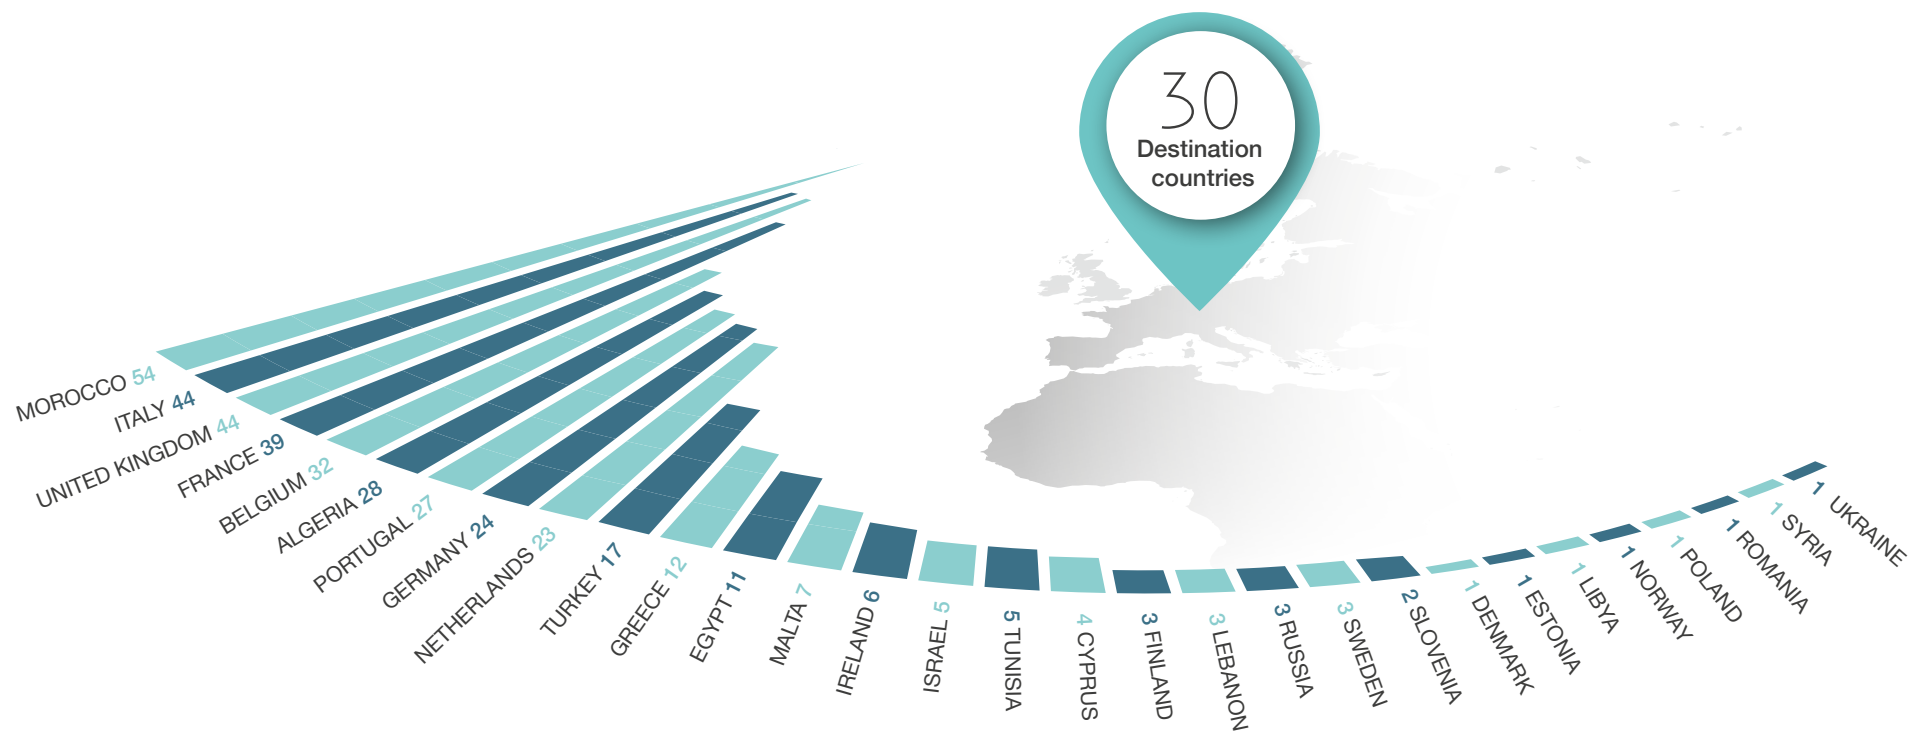 30
Destination
countries
MOROCCO 54
ITALY 44
UNITED KINGDOM 44
FRANCE 39
BELGIUM 32
ALGERIA 28
PORTUGAL 27
GERMANY 24
NETHERLANDS 23
TURKEY 17
GREECE 12
EGYPT 11
MALTA 7
IRELAND 6
ISRAEL 5
5 TUNISIA
4 CYPRUS
3 FINLAND
3 LEBANON
3 RUSSIA
3 SWEDEN
2 SLOVENIA
1 DENMARK
1 ESTONIA
1 LIBYA
1 NORWAY
1 POLAND
1 ROMANIA
1 SYRIA
1 UKRAINE